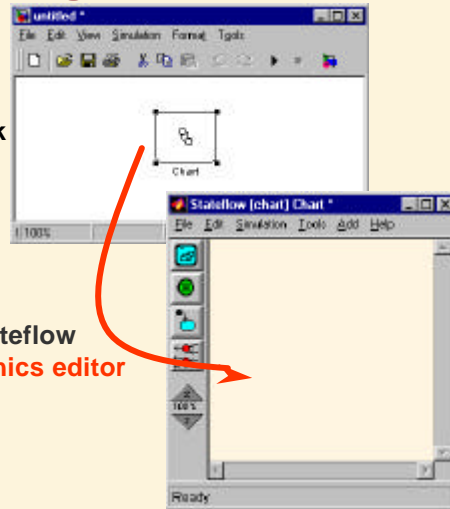 untitled *
File Edit View Simulation Format Tools
k
Chart
100%
Stateflow (chart) Chart *
File Edit Simulation Tools Add Help
teflow
nics editor
100%
Ready